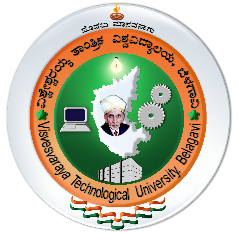 ವಿಶ್ವೇಶ್ವರಯ್ಯ ತಾಂತ್ರಿಕ ವಿಶ್ವವಿದ್ಯಾಲಯ, ಬೆಳಗಾವಿ
Visvesvaraya Technological University, Belagavi